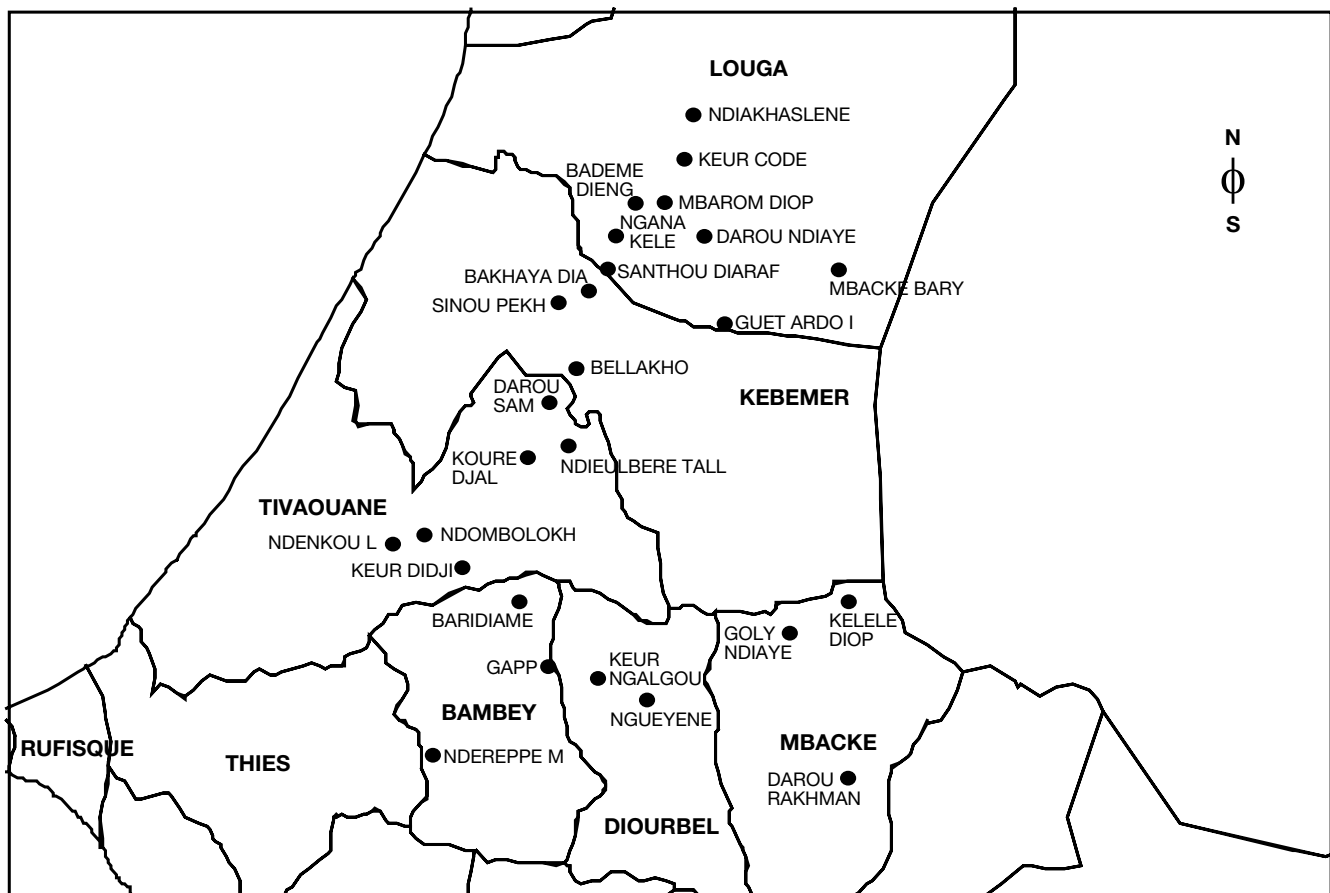 LOUGA
NDIAKHASLENE
N
KEUR CODE
BADEME
DIENG
MBAROM DIOP
S
NGANA
KELE
DAROU NDIAYE
SANTHOU DIARAF
BAKHAYA DIA
MBACKE BARY
SINOU PEKH
GUET ARDO I
BELLAKHO
DAROU
SAM
KEBEMER
KOURE
DJAL
NDIEULBERE TALL
TIVAOUANE
NDENKOU L
NDOMBOLOKH
KEUR DIDJI
BARIDIAME
KELELE
DIOP
GOLY
NDIAYE
GAPP
KEUR
NGALGOU
BAMBEY
NGUEYENE
RUFISQUE
THIES
NDEREPPE M
MBACKE
DAROU
RAKHMAN
DIOURBEL